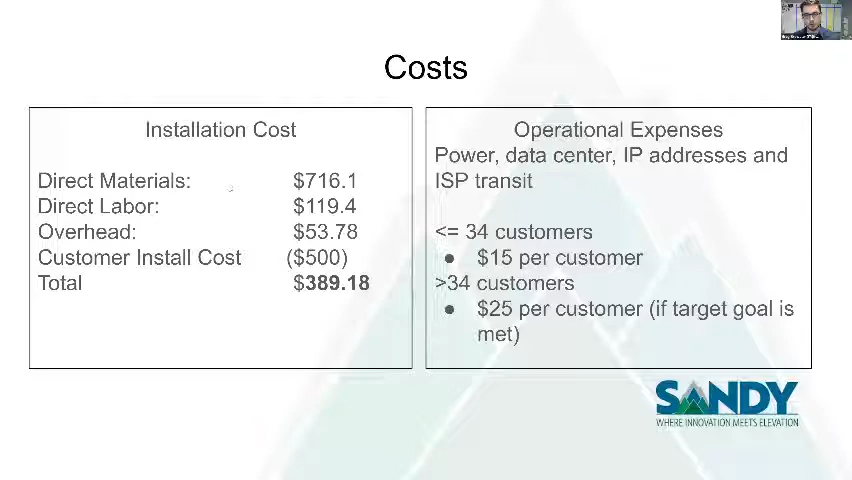 Costs
Installation Cost
Direct Materials: $716.1
Direct Labor: $119.4
Overhead: $53.78
Customer Install Cost ($500)
Total $389.18
Operational Expenses
Power, data center, IP addresses and
ISP transit
<= 34 customers
● $15 per customer
>34 customers
● $25 per customer (if target goal is
met)
SANDY
WHERE INNOVATION MEETS ELEVATION